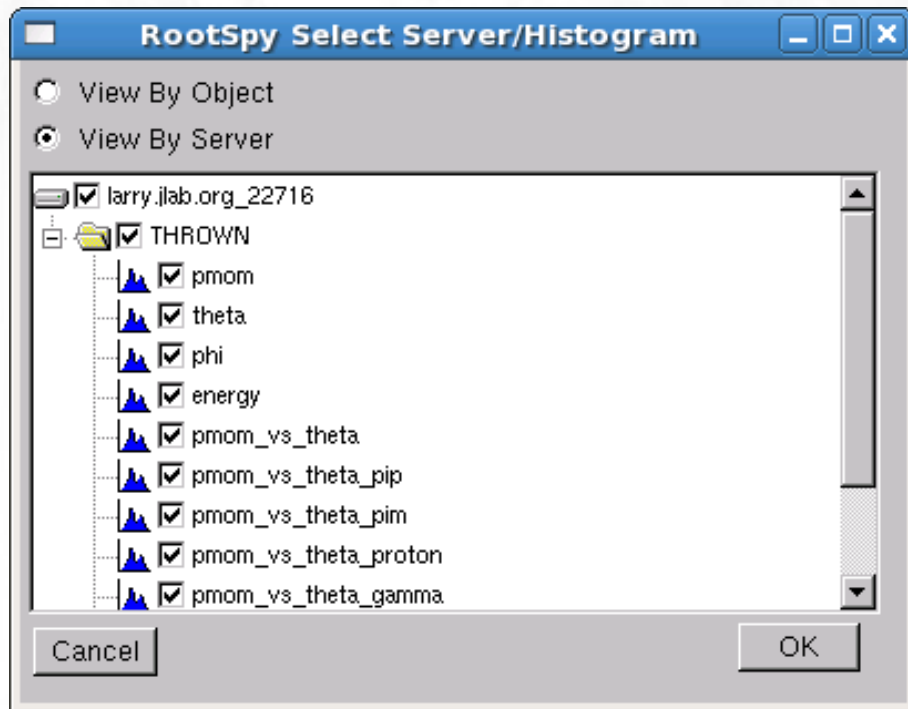 RootSpy Select Server/Histogram
View By Object
View By Server
larry.jlab.org_22716
THROWN
pmom
theta
phi
energy
pmom_vs_theta
pmom_vs_theta_pip
pmom_vs_theta_pim
pmom_vs_theta_proton
pmom_vs_theta_gamma
Cancel
OK